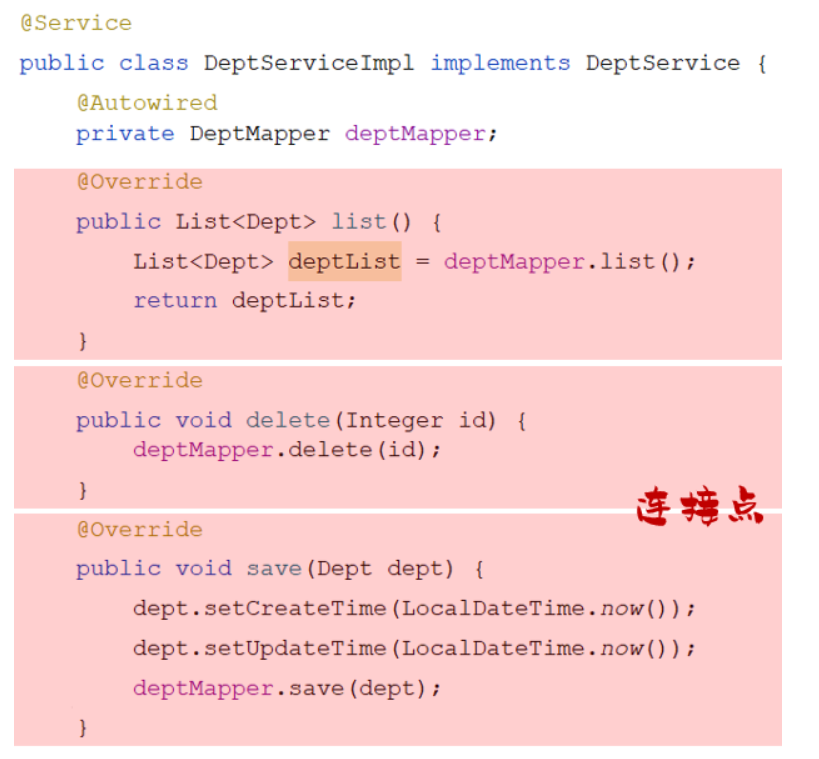 @Service
public class DeptServiceImpl implements DeptService {
    @Autowired
    private DeptMapper deptMapper;
    @Override
    public List<Dept> list() {
        List<Dept> deptList = deptMapper.list();
        return deptList;
    }
    @Override
    public void delete(Integer id) {
        deptMapper.delete(id);
    }
连接点
    @Override
    public void save(Dept dept) {
        dept.setCreateTime(LocalDateTime.now());
        dept.setUpdateTime(LocalDateTime.now());
        deptMapper.save(dept);
    }